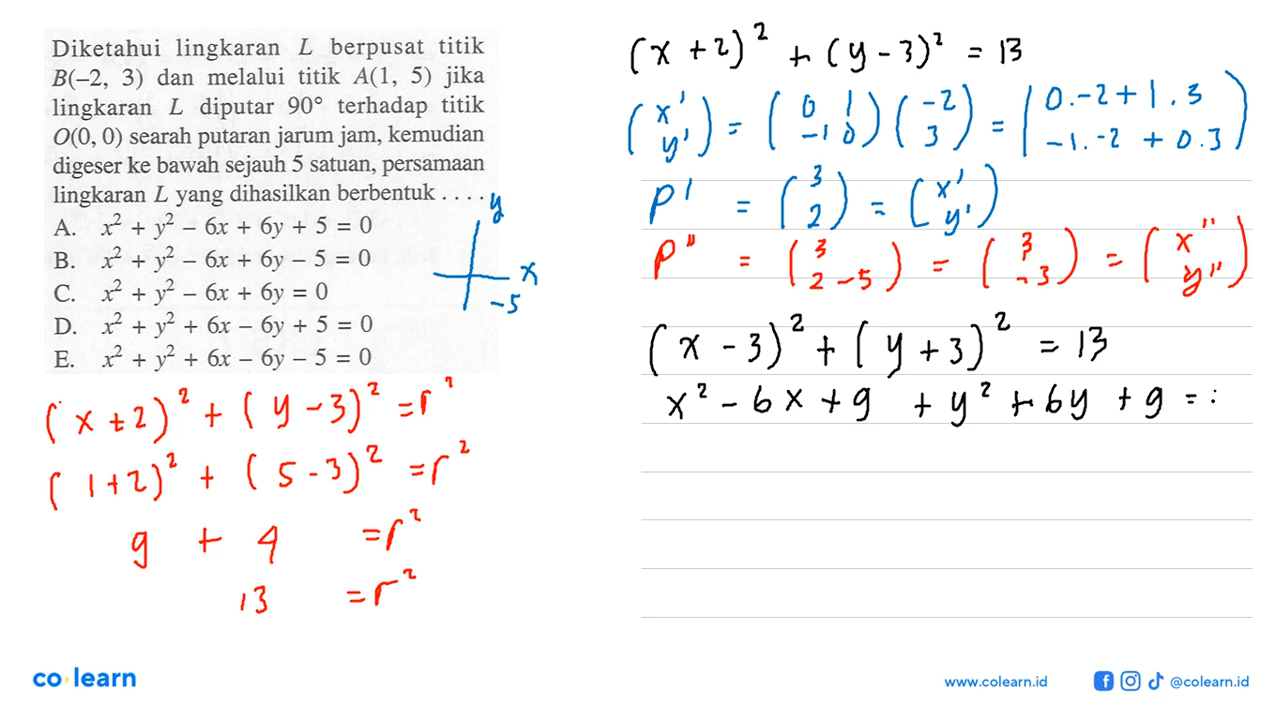 Diketahui lingkaran L berpusat titik
B(–2, 3) dan melalui titik A(1, 5) jika
lingkaran L diputar 90° terhadap titik
O(0, 0) searah putaran jarum jam, kemudian
digeser ke bawah sejauh 5 satuan, persamaan
lingkaran L yang dihasilkan berbentuk . . . .
A. x² + y² – 6x + 6y + 5 = 0
B. x² + y² – 6x + 6y – 5 = 0
C. x² + y² – 6x + 6y = 0
D. x² + y² + 6x – 6y + 5 = 0
E. x² + y² + 6x – 6y – 5 = 0
y
x
-5
(x+2)² + (y-3)² = r²
(1+2)² + (5-3)² = r²
9 + 4 = r²
13 = r²
(x+2)² + (y-3)² = 13
(x' y') = (0 1 -1 0)(-2 3) = (0.-2+1.3 -1.-2+0.3)
P' = (3 2) = (x' y')
P" = (3 2-5) = (3 -3) = (x" y")
(x-3)² + (y+3)² = 13
x² - 6x + 9 + y² + 6y + 9 = :
co learn
www.colearn.id
@colearn.id